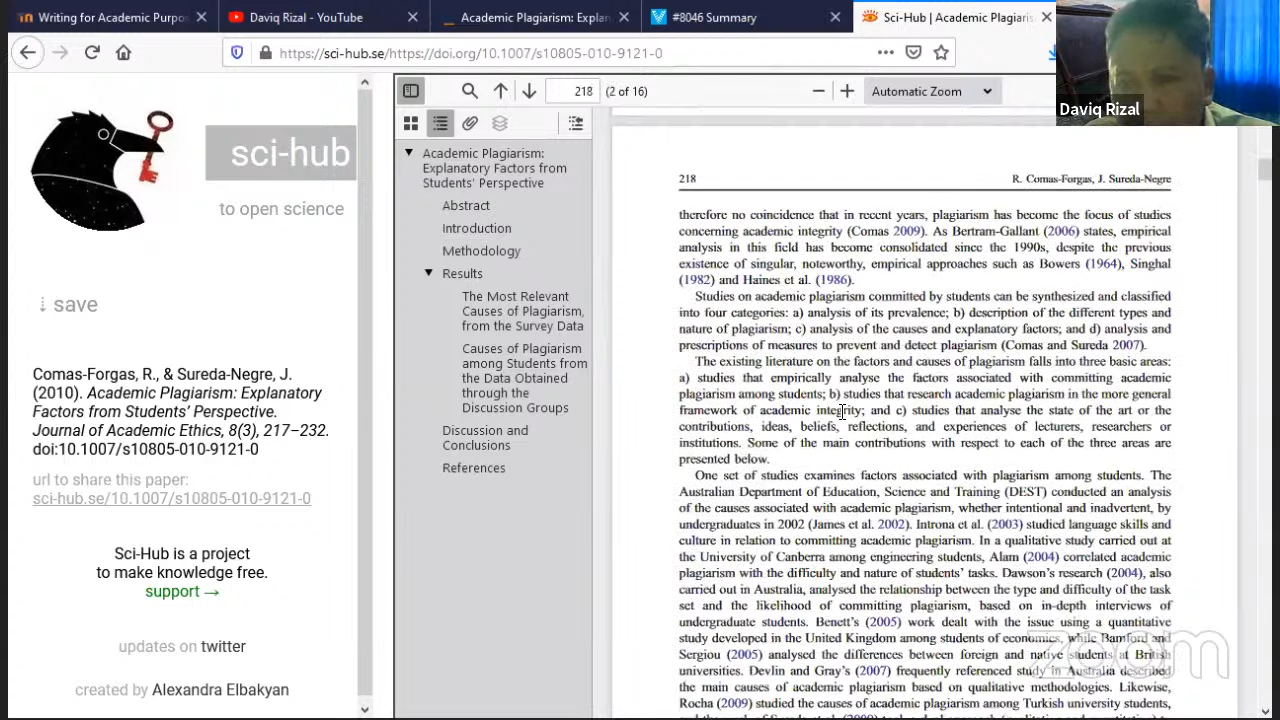 Writing for Academic Purpo
Daviq Rizal - YouTube
Academic Plagiarism: Explan
#8046 Summary
Sci-Hub | Academic Plagiaris
https://sci-hub.se/https://doi.org/10.1007/s10805-010-9121-0
Daviq Rizal
sci-hub
to open science
↓ save
Comas-Forgas, R., & Sureda-Negre, J.
(2010). Academic Plagiarism: Explanatory
Factors from Students' Perspective.
Journal of Academic Ethics, 8(3), 217–232.
doi:10.1007/s10805-010-9121-0
url to share this paper:
sci-hub.se/10.1007/s10805-010-9121-0
Sci-Hub is a project
to make knowledge free.
support →
updates on twitter
created by Alexandra Elbakyan
218 (2 of 16)
Automatic Zoom
Academic Plagiarism:
Explanatory Factors from
Students' Perspective
Abstract
Introduction
Methodology
Results
The Most Relevant
Causes of Plagiarism,
from the Survey Data
Causes of Plagiarism
among Students from
the Data Obtained
through the
Discussion Groups
Discussion and
Conclusions
References
218 R. Comas-Forgas, J. Sureda-Negre
therefore no coincidence that in recent years, plagiarism has become the focus of studies
concerning academic integrity (Comas 2009). As Bertram-Gallant (2006) states, empirical
analysis in this field has become consolidated since the 1990s, despite the previous
existence of singular, noteworthy, empirical approaches such as Bowers (1964), Singhal
(1982) and Haines et al. (1986).
Studies on academic plagiarism committed by students can be synthesized and classified
into four categories: a) analysis of its prevalence; b) description of the different types and
nature of plagiarism; c) analysis of the causes and explanatory factors; and d) analysis and
prescriptions of measures to prevent and detect plagiarism (Comas and Sureda 2007).
The existing literature on the factors and causes of plagiarism falls into three basic areas:
a) studies that empirically analyse the factors associated with committing academic
plagiarism among students; b) studies that research academic plagiarism in the more general
framework of academic integrity; and c) studies that analyse the state of the art or the
contributions, ideas, beliefs, reflections, and experiences of lecturers, researchers or
institutions. Some of the main contributions with respect to each of the three areas are
presented below.
One set of studies examines factors associated with plagiarism among students. The
Australian Department of Education, Science and Training (DEST) conducted an analysis
of the causes associated with academic plagiarism, whether intentional and inadvertent, by
undergraduates in 2002 (James et al. 2002). Introna et al. (2003) studied language skills and
culture in relation to committing academic plagiarism. In a qualitative study carried out at
the University of Canberra among engineering students, Alam (2004) correlated academic
plagiarism with the difficulty and nature of students' tasks. Dawson's research (2004), also
carried out in Australia, analysed the relationship between the type and difficulty of the task
set and the likelihood of committing plagiarism, based on in-depth interviews of
undergraduate students. Benett's (2005) work dealt with the issue using a quantitative
study developed in the United Kingdom among students of economics, while Bamford and
Sergiou (2005) analysed the differences between foreign and native students at British
universities. Devlin and Gray's (2007) frequently referenced study in Australia described
the main causes of academic plagiarism based on qualitative methodologies. Likewise,
Rocha (2009) studied the causes of academic plagiarism among Turkish university students,
zoom